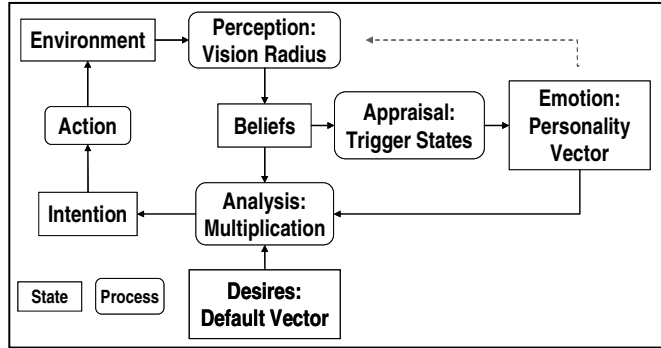 Environment
Perception:
Vision Radius
Action
Beliefs
Appraisal:
Trigger States
Emotion:
Personality
Vector
Intention
Analysis:
Multiplication
State
Process
Desires:
Default Vector